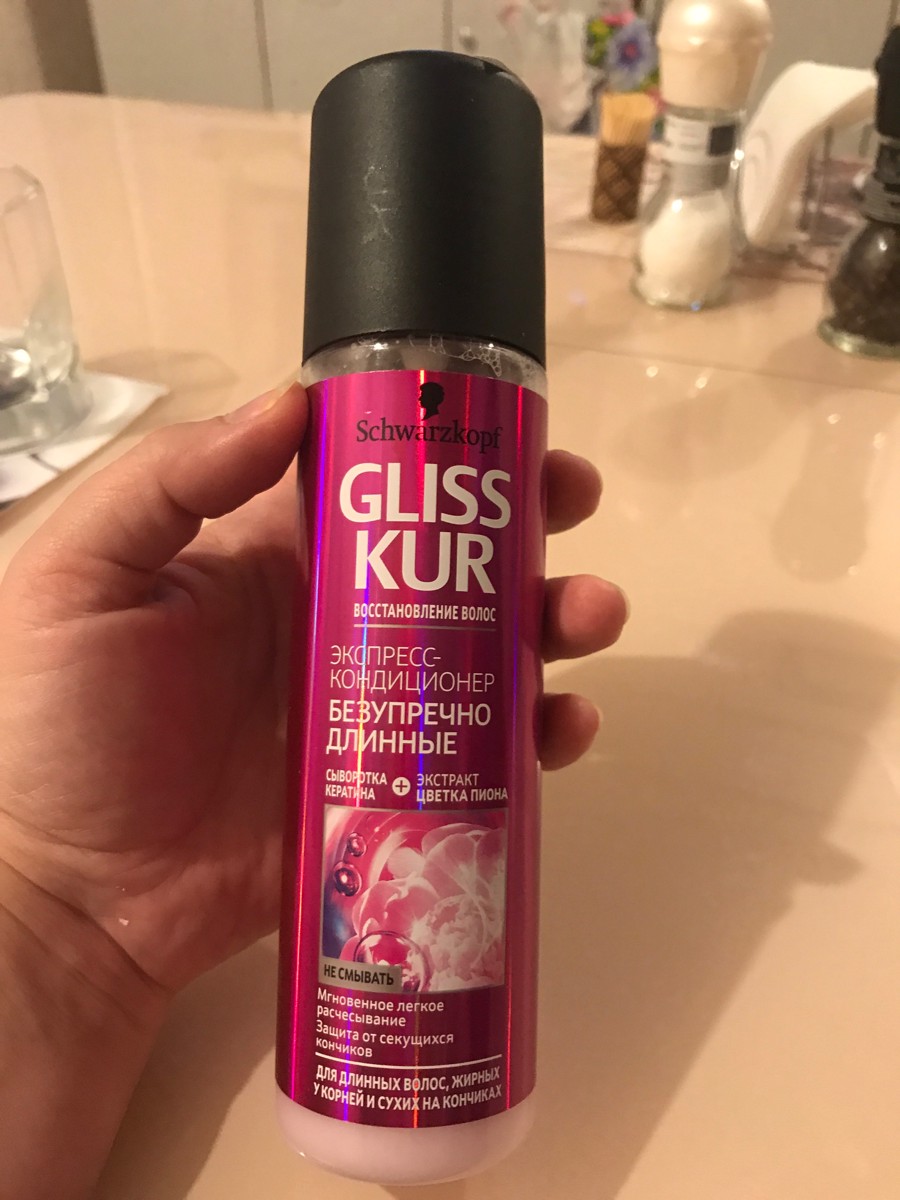 Schwarzkopf
GLISS
KUR
ВОССТАНОВЛЕНИЕ ВОЛОС
ЭКСПРЕСС-
КОНДИЦИОНЕР
БЕЗУПРЕЧНО
ДЛИННЫЕ
СЫВОРОТКА
КЕРАТИНА
+
ЭКСТРАКТ
ЦВЕТКА ПИОНА
НЕ СМЫВАТЬ
Мгновенное легкое
расчесывание
Защита от секущихся
кончиков
ДЛЯ ДЛИННЫХ ВОЛОС, ЖИРНЫХ
У КОРНЕЙ И СУХИХ НА КОНЧИКАХ